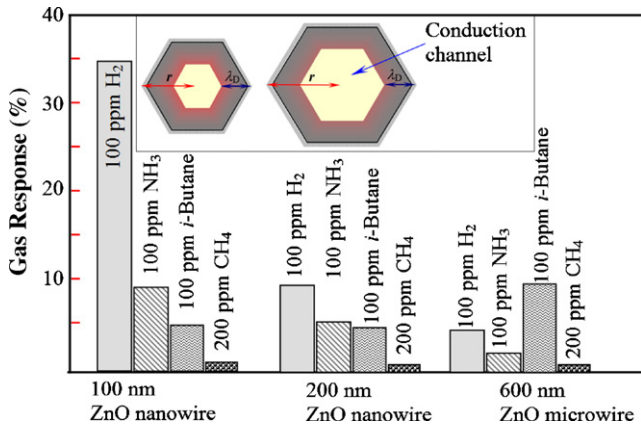 Gas Response (%)
40
30
20
10
r
λD
r
λD
Conduction
channel
100 ppm H2
100 ppm NH3
100 ppm i-Butane
200 ppm CH4
100 ppm H2
100 ppm NH3
100 ppm i-Butane
200 ppm CH4
100 ppm H2
100 ppm NH3
100 ppm i-Butane
200 ppm CH4
100 nm
ZnO nanowire
200 nm
ZnO nanowire
600 nm
ZnO microwire